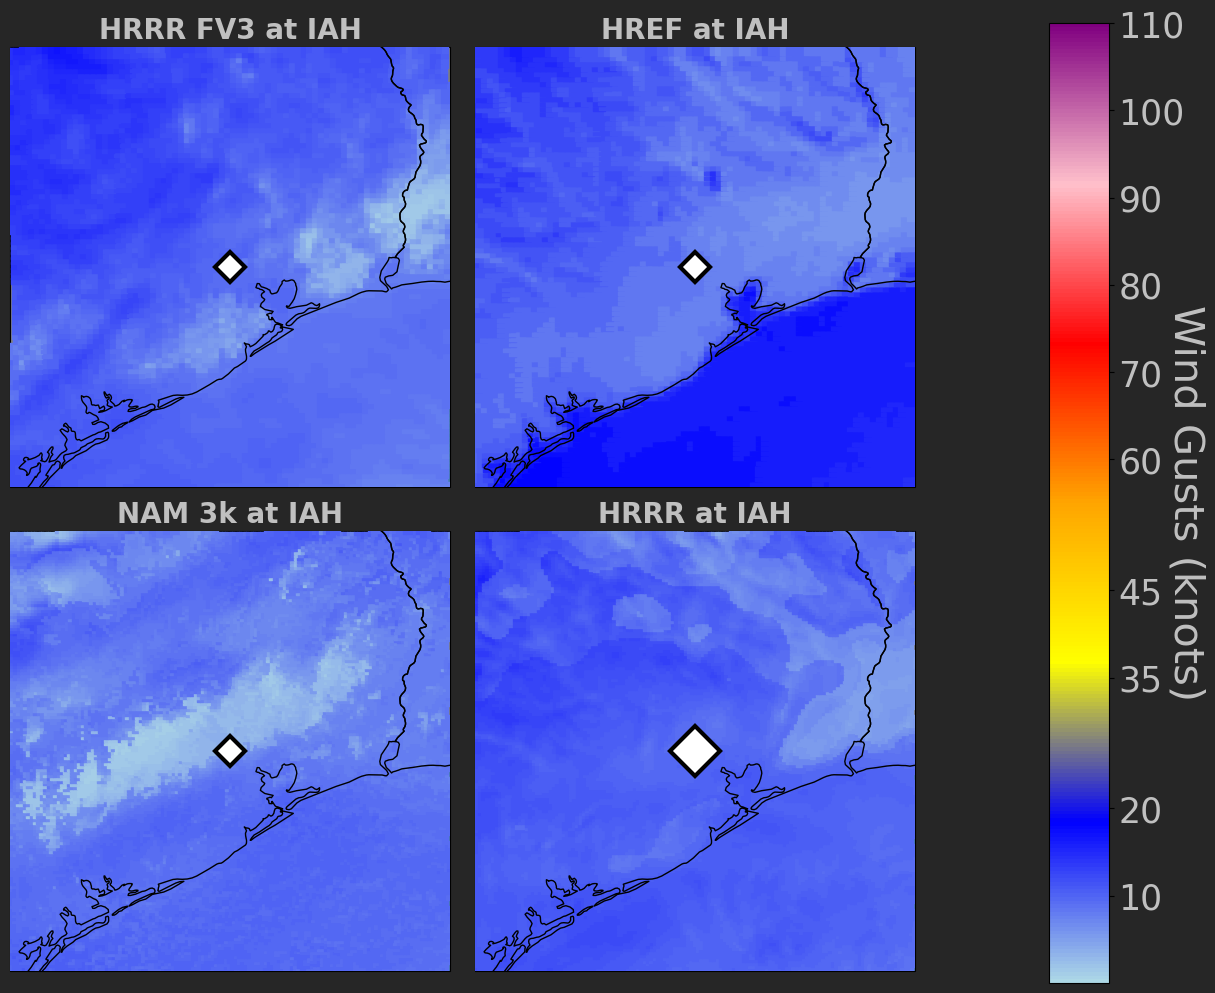 HRRR FV3 at IAH
HREF at IAH
NAM 3k at IAH
HRRR at IAH
110
100
90
80
70
60
45
35
20
10
Wind Gusts (knots)